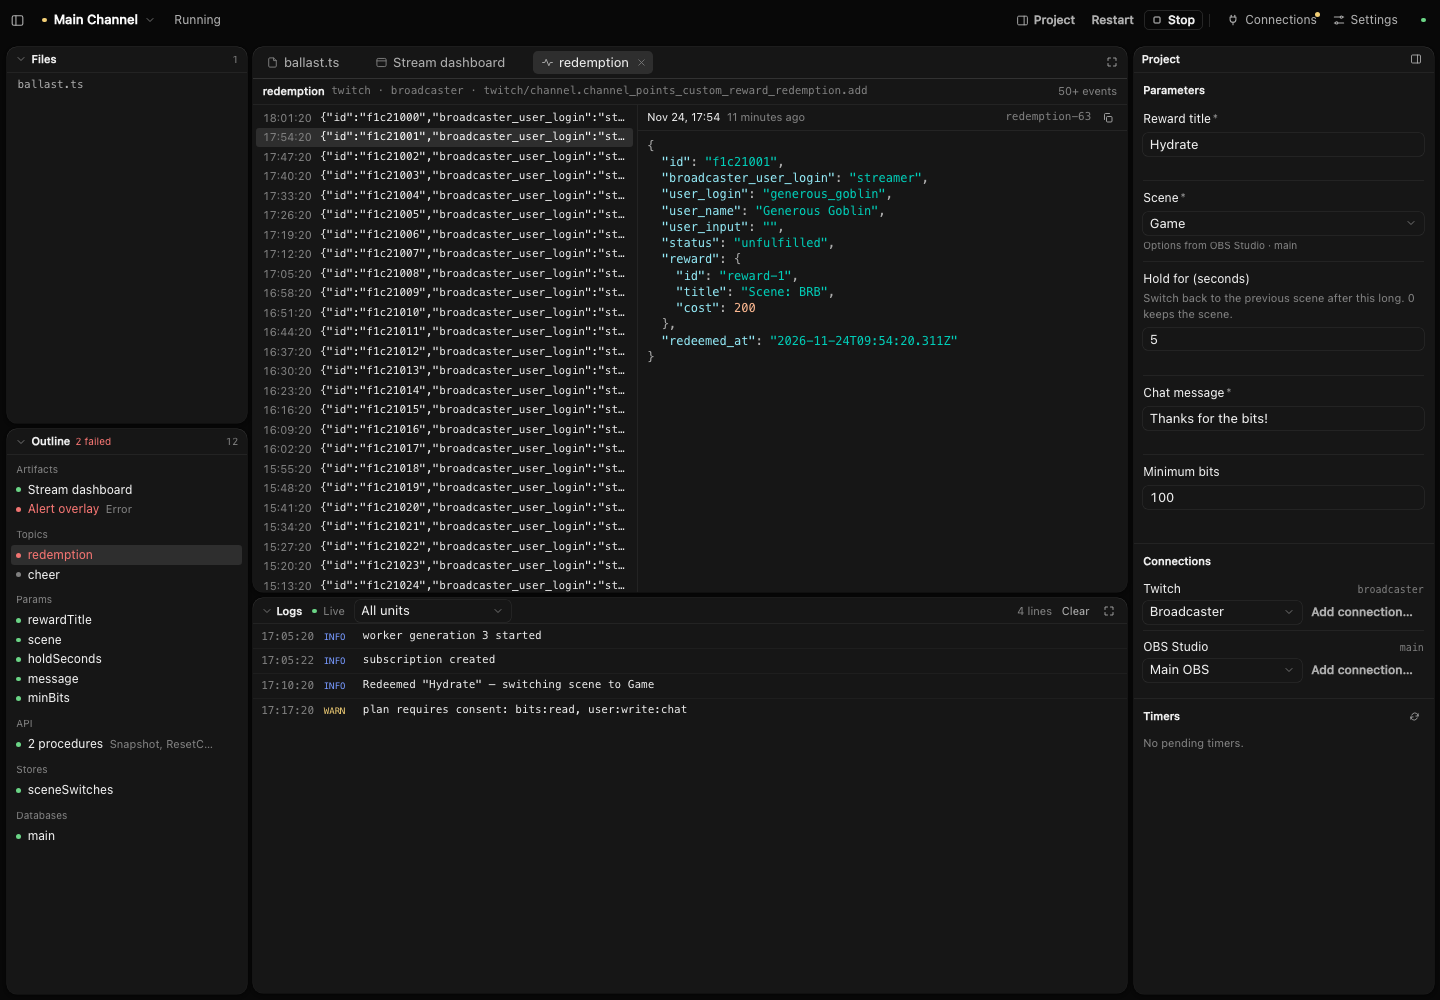 Main Channel
Running
Project
Restart
Stop
Connections
Settings
Files
1
ballast.ts
Outline 2 failed
12
Artifacts
Stream dashboard
Alert overlay Error
Topics
redemption
cheer
Params
rewardTitle
scene
holdSeconds
message
minBits
API
2 procedures Snapshot, ResetC...
Stores
sceneSwitches
Databases
main
ballast.ts
Stream dashboard
redemption
redemption twitch · broadcaster · twitch/channel.channel_points_custom_reward_redemption.add
50+ events
18:01:20 {"id":"f1c21000","broadcaster_user_login":"st…
17:54:20 {"id":"f1c21001","broadcaster_user_login":"st…
17:47:20 {"id":"f1c21002","broadcaster_user_login":"st…
17:40:20 {"id":"f1c21003","broadcaster_user_login":"st…
17:33:20 {"id":"f1c21004","broadcaster_user_login":"st…
17:26:20 {"id":"f1c21005","broadcaster_user_login":"st…
17:19:20 {"id":"f1c21006","broadcaster_user_login":"st…
17:12:20 {"id":"f1c21007","broadcaster_user_login":"st…
17:05:20 {"id":"f1c21008","broadcaster_user_login":"st…
16:58:20 {"id":"f1c21009","broadcaster_user_login":"st…
16:51:20 {"id":"f1c21010","broadcaster_user_login":"st…
16:44:20 {"id":"f1c21011","broadcaster_user_login":"st…
16:37:20 {"id":"f1c21012","broadcaster_user_login":"st…
16:30:20 {"id":"f1c21013","broadcaster_user_login":"st…
16:23:20 {"id":"f1c21014","broadcaster_user_login":"st…
16:16:20 {"id":"f1c21015","broadcaster_user_login":"st…
16:09:20 {"id":"f1c21016","broadcaster_user_login":"st…
16:02:20 {"id":"f1c21017","broadcaster_user_login":"st…
15:55:20 {"id":"f1c21018","broadcaster_user_login":"st…
15:48:20 {"id":"f1c21019","broadcaster_user_login":"st…
15:41:20 {"id":"f1c21020","broadcaster_user_login":"st…
15:34:20 {"id":"f1c21021","broadcaster_user_login":"st…
15:27:20 {"id":"f1c21022","broadcaster_user_login":"st…
15:20:20 {"id":"f1c21023","broadcaster_user_login":"st…
15:13:20 {"id":"f1c21024","broadcaster_user_login":"st…
Nov 24, 17:54 11 minutes ago
redemption-63
{
"id": "f1c21001",
"broadcaster_user_login": "streamer",
"user_login": "generous_goblin",
"user_name": "Generous Goblin",
"user_input": "",
"status": "unfulfilled",
"reward": {
"id": "reward-1",
"title": "Scene: BRB",
"cost": 200
},
"redeemed_at": "2026-11-24T09:54:20.311Z"
}
Logs
Live
All units
4 lines
Clear
17:05:20 INFO worker generation 3 started
17:05:22 INFO subscription created
17:10:20 INFO Redeemed "Hydrate" — switching scene to Game
17:17:20 WARN plan requires consent: bits:read, user:write:chat
Project
Parameters
Reward title *
Hydrate
Scene *
Game
Options from OBS Studio · main
Hold for (seconds)
Switch back to the previous scene after this long. 0
keeps the scene.
5
Chat message *
Thanks for the bits!
Minimum bits
100
Connections
Twitch
broadcaster
Broadcaster
Add connection...
OBS Studio
main
Main OBS
Add connection...
Timers
No pending timers.